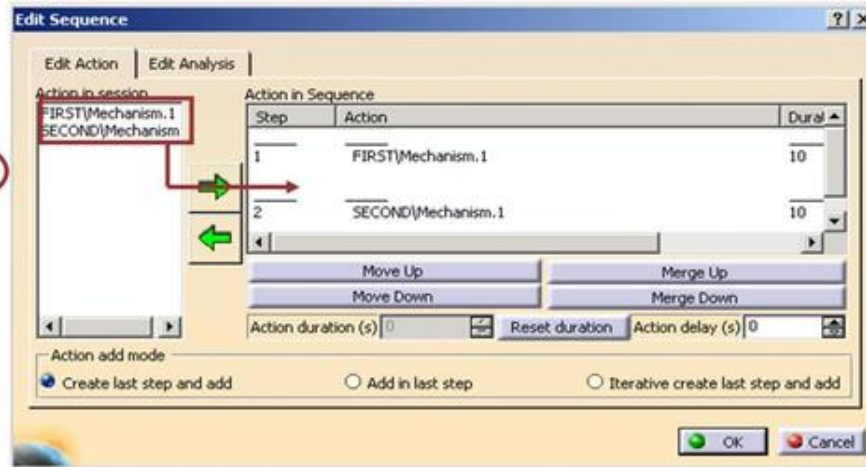 Edit Sequence
Edit Action Edit Analysis
Action in session
FIRST\Mechanism.1
SECOND\Mechanism
Action in Sequence
Step Action Durat
1 FIRST\Mechanism.1 10
2 SECOND\Mechanism.1 10
Move Up Merge Up
Move Down Merge Down
Action duration (s) 0 Reset duration Action delay (s) 0
Action add mode
Create last step and add Add in last step Iterative create last step and add
OK Cancel